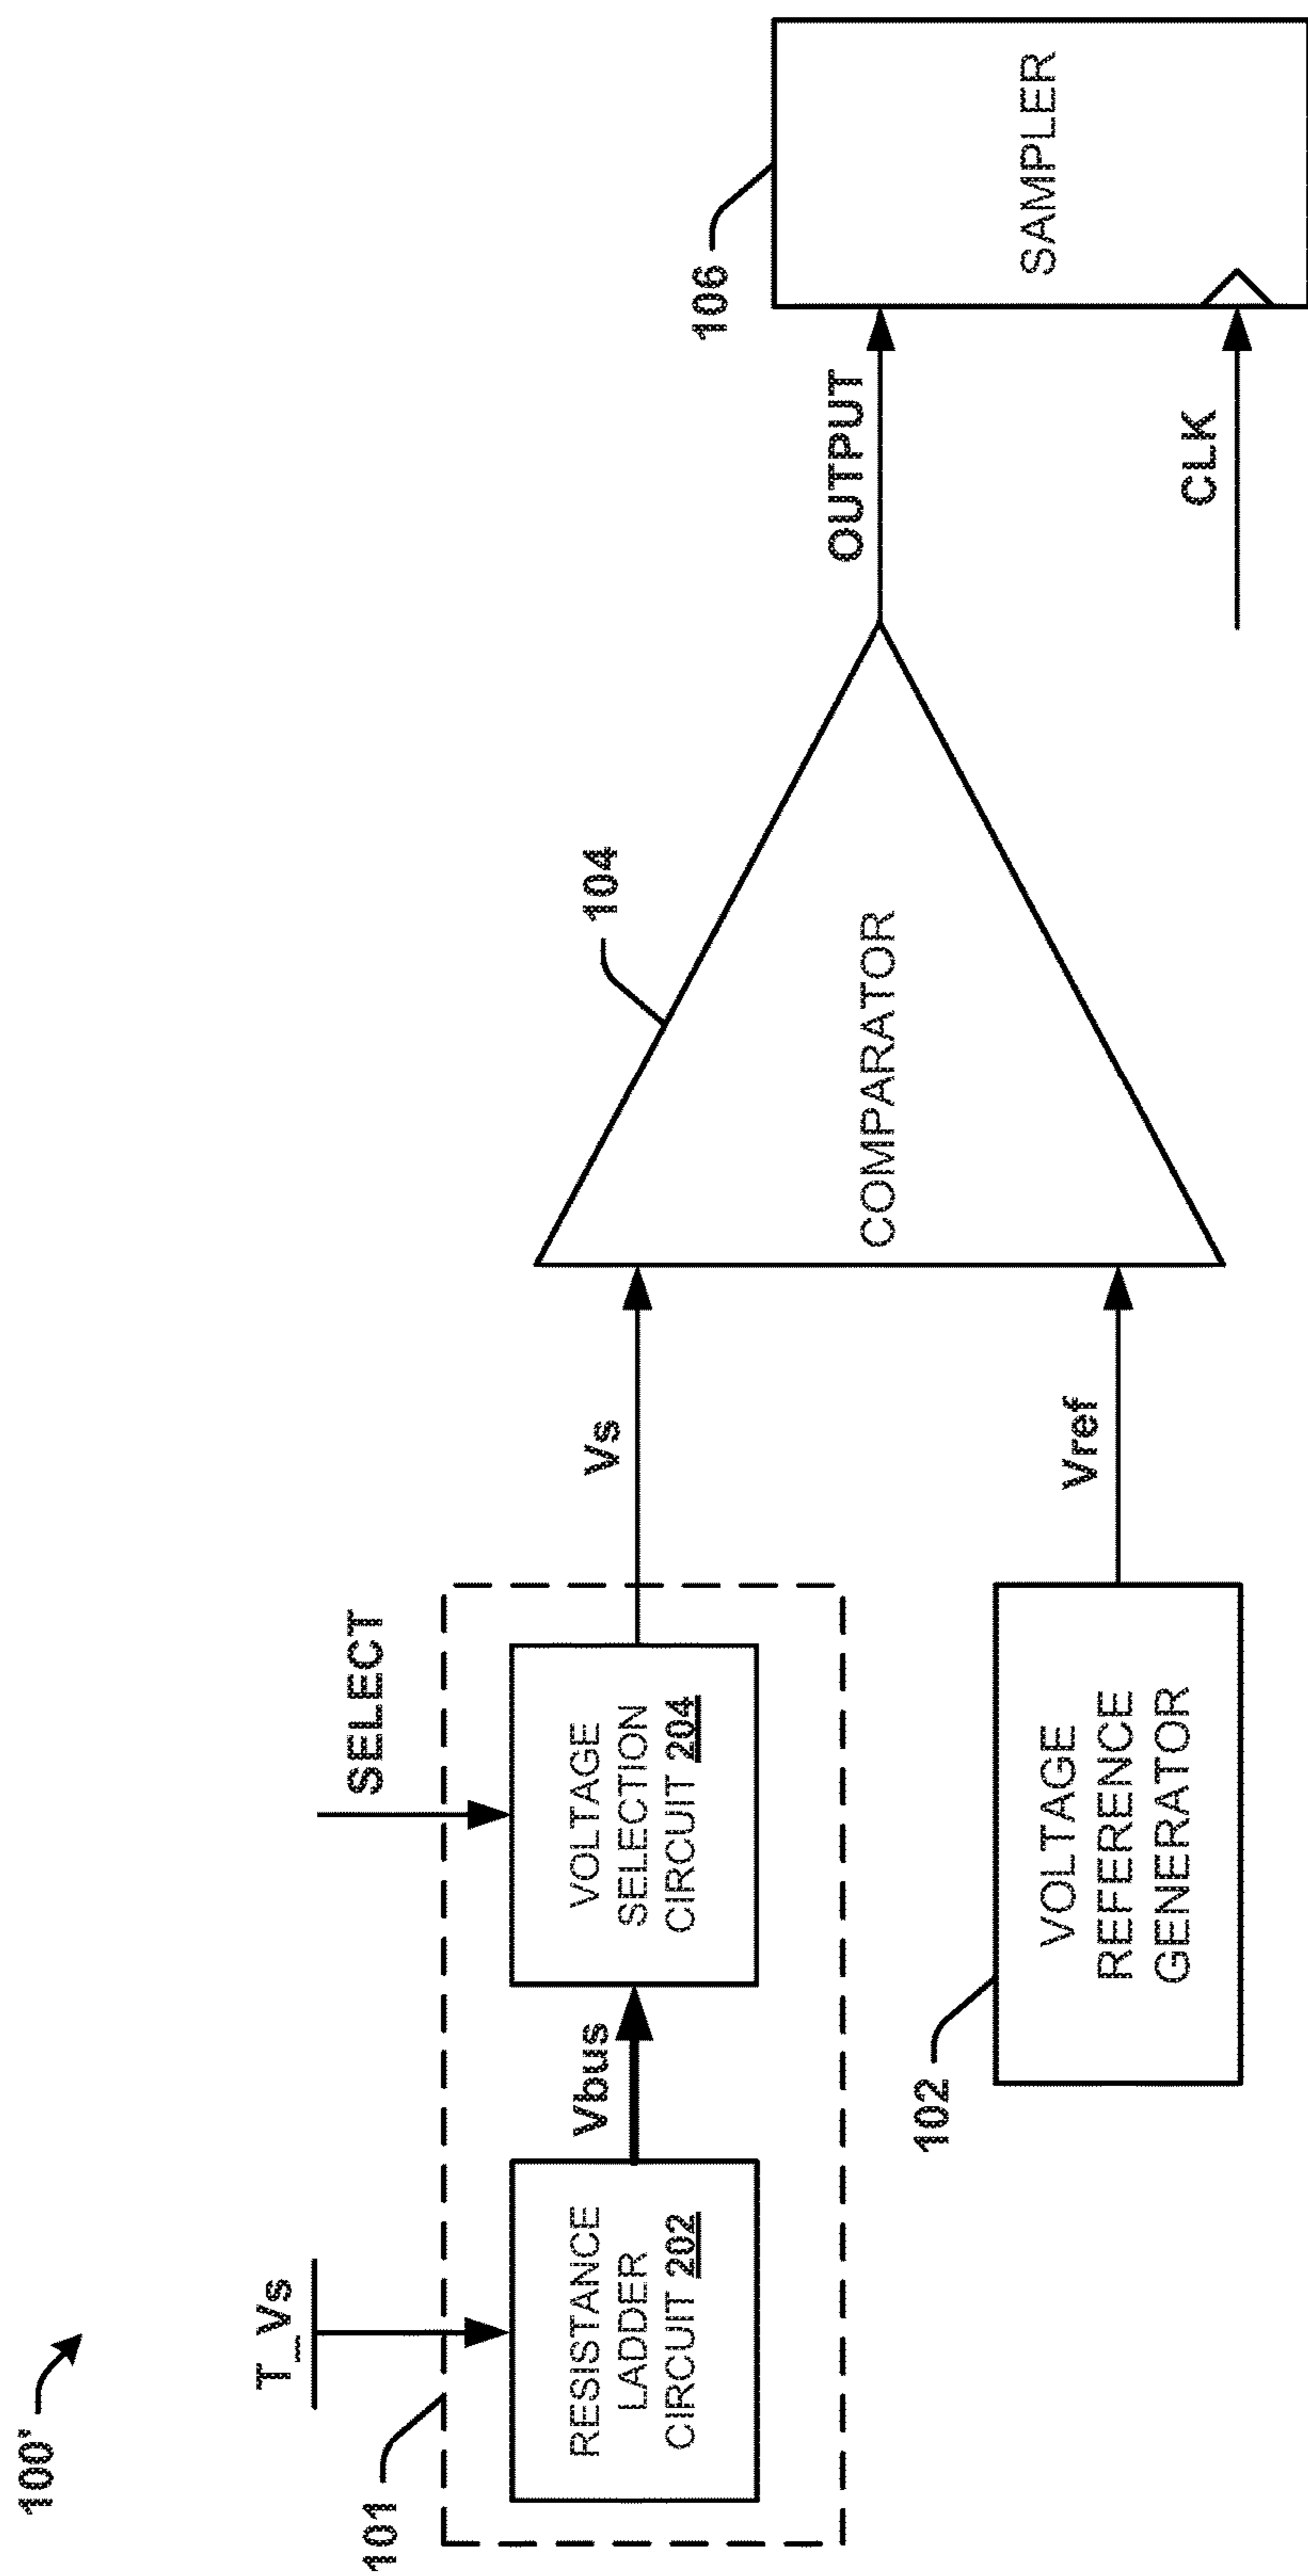 100'
T_Vs
SELECT
101
RESISTANCE
LADDER
CIRCUIT 202
Vbus
VOLTAGE
SELECTION
CIRCUIT 204
Vs
104
COMPARATOR
OUTPUT
106
SAMPLER
CLK
102
VOLTAGE
REFERENCE
GENERATOR
Vref